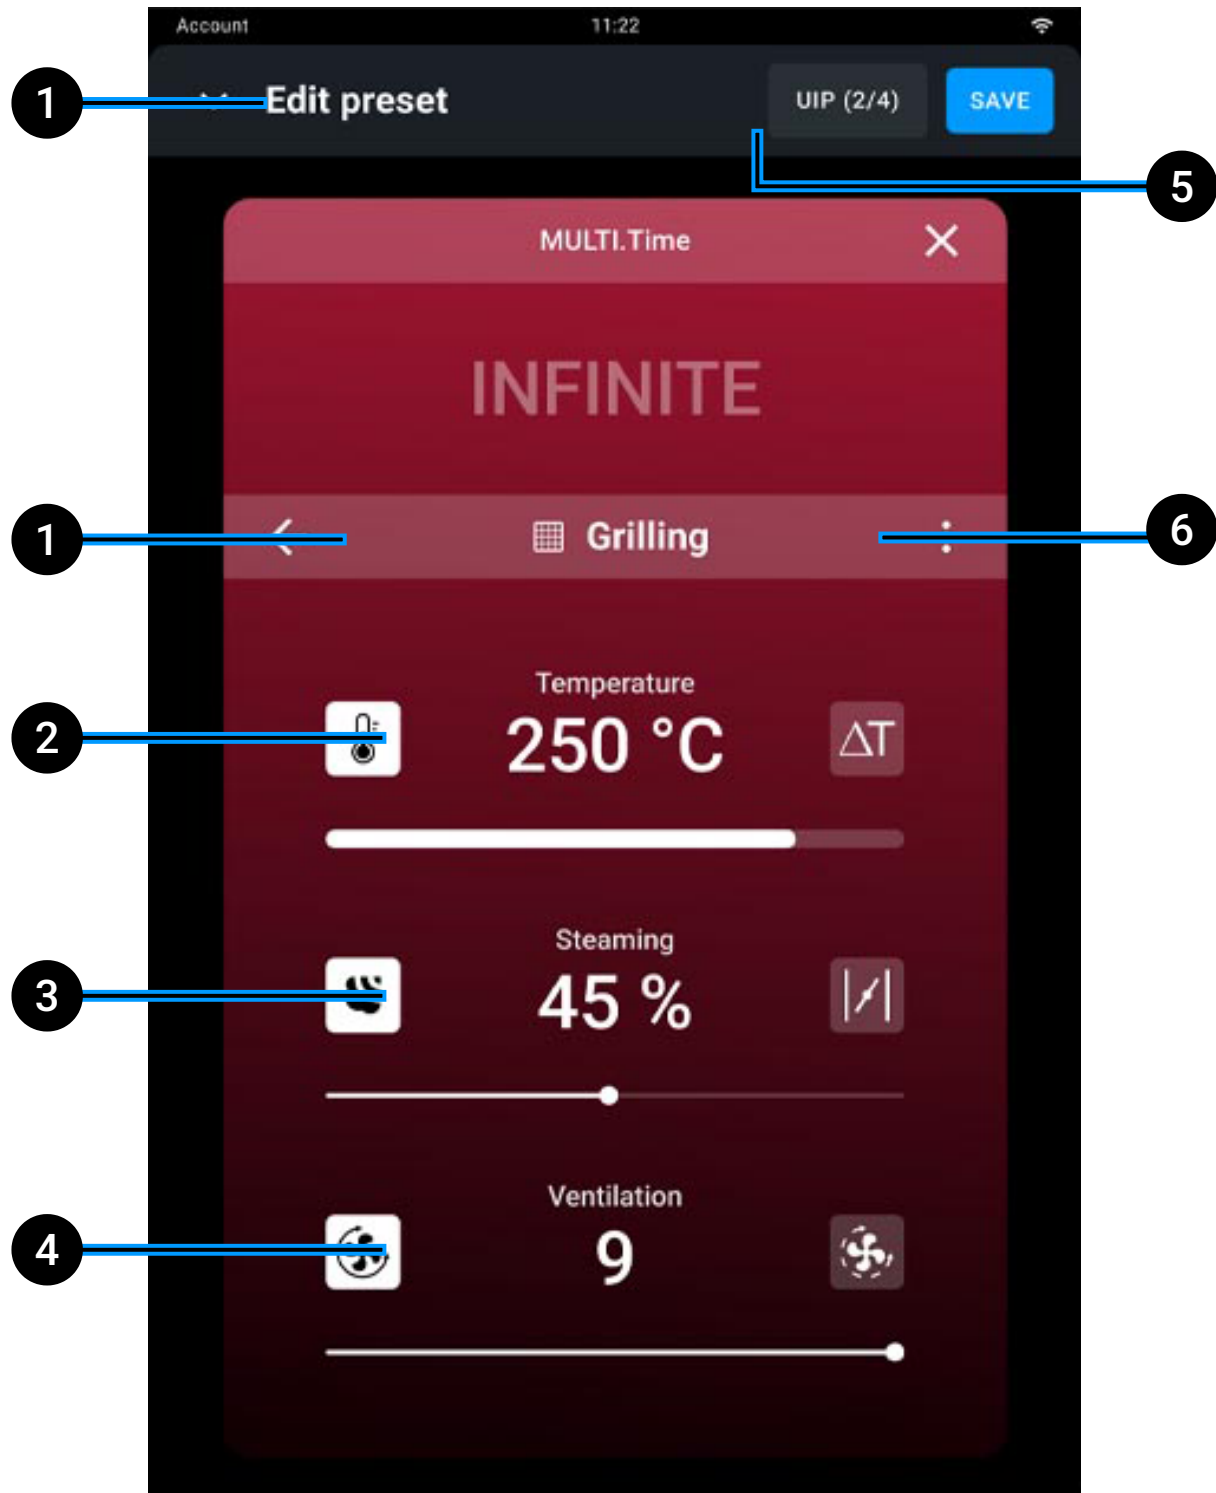 Account 11:22
1 Edit preset UIP (2/4) SAVE
5
MULTI.Time
INFINITE
1 Grilling 6
Temperature
2 250 °C ΔT
Steaming
3 45 %
Ventilation
4 9